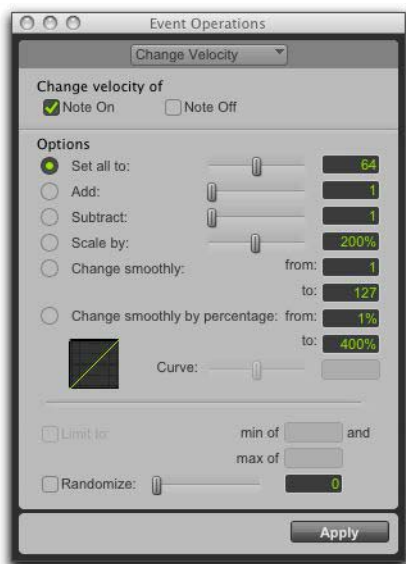 Event Operations
Change Velocity
Change velocity of
Note On Note Off
Options
Set all to: 64
Add: 1
Subtract: 1
Scale by: 200%
Change smoothly: from: 1
to: 127
Change smoothly by percentage: from: 1%
to: 400%
Curve:
Limit to: min of and
max of
Randomize: 0
Apply